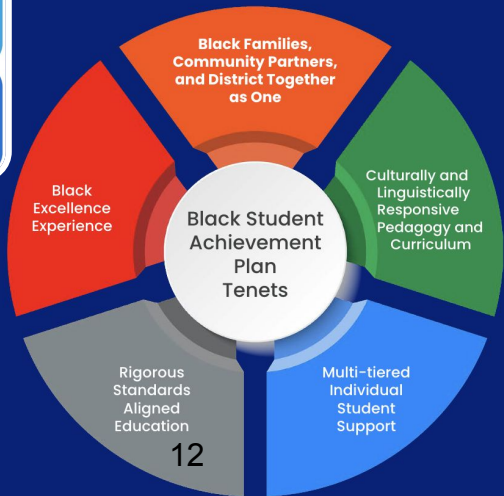 Black Families,
Community Partners,
and District Together
as One
Culturally and
Linguistically
Responsive
Pedagogy and
Curriculum
Black
Excellence
Experience
Black Student
Achievement
Plan
Tenets
Rigorous
Standards
Aligned
Education
12
Multi-tiered
Individual
Student
Support